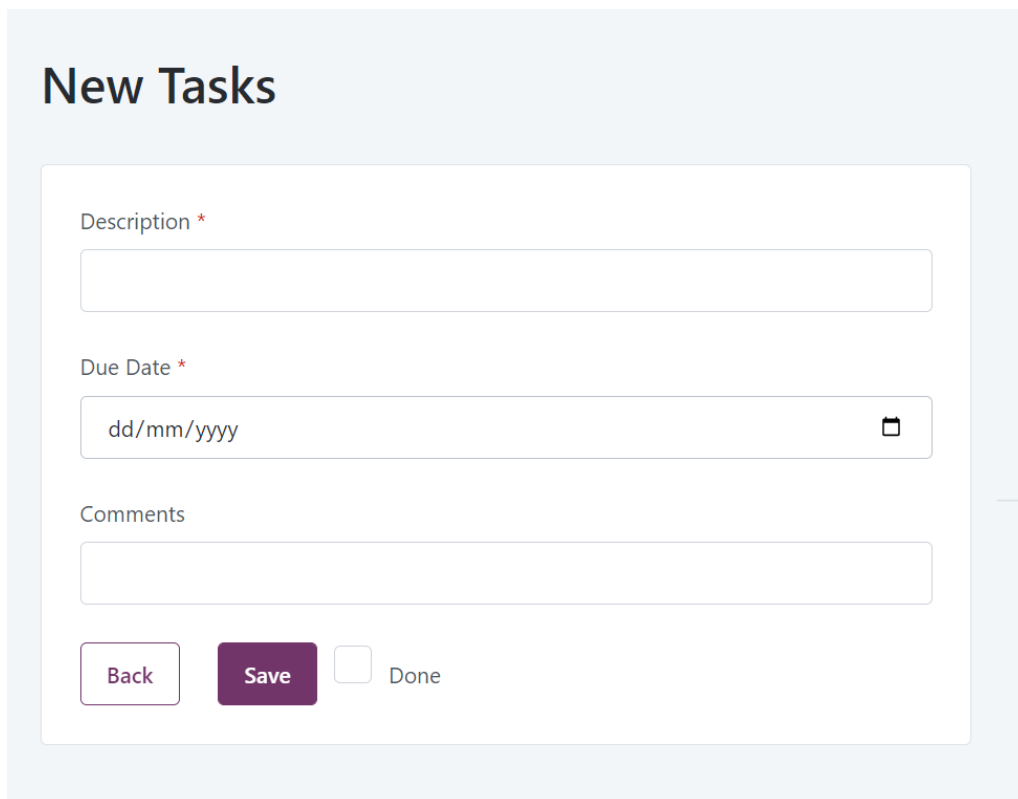 New Tasks
Description *
Due Date *
dd/mm/yyyy
Comments
Back Save Done